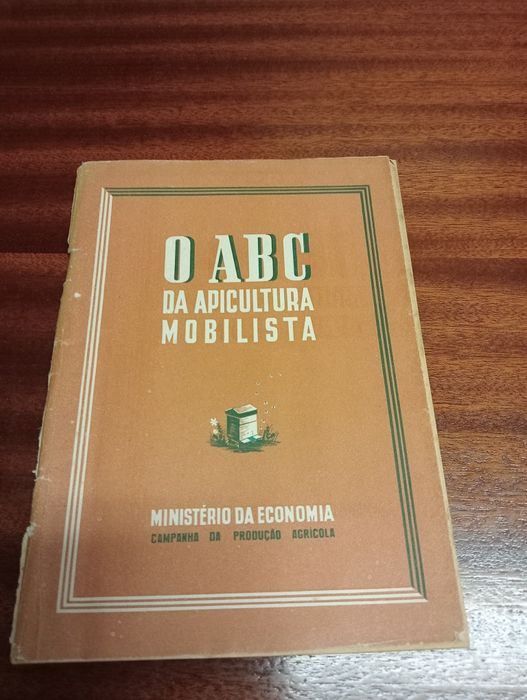 O ABC
DA APICULTURA
MOBILISTA
MINISTÉRIO DA ECONOMIA
CAMPANHA DA PRODUÇÃO AGRÍCOLA